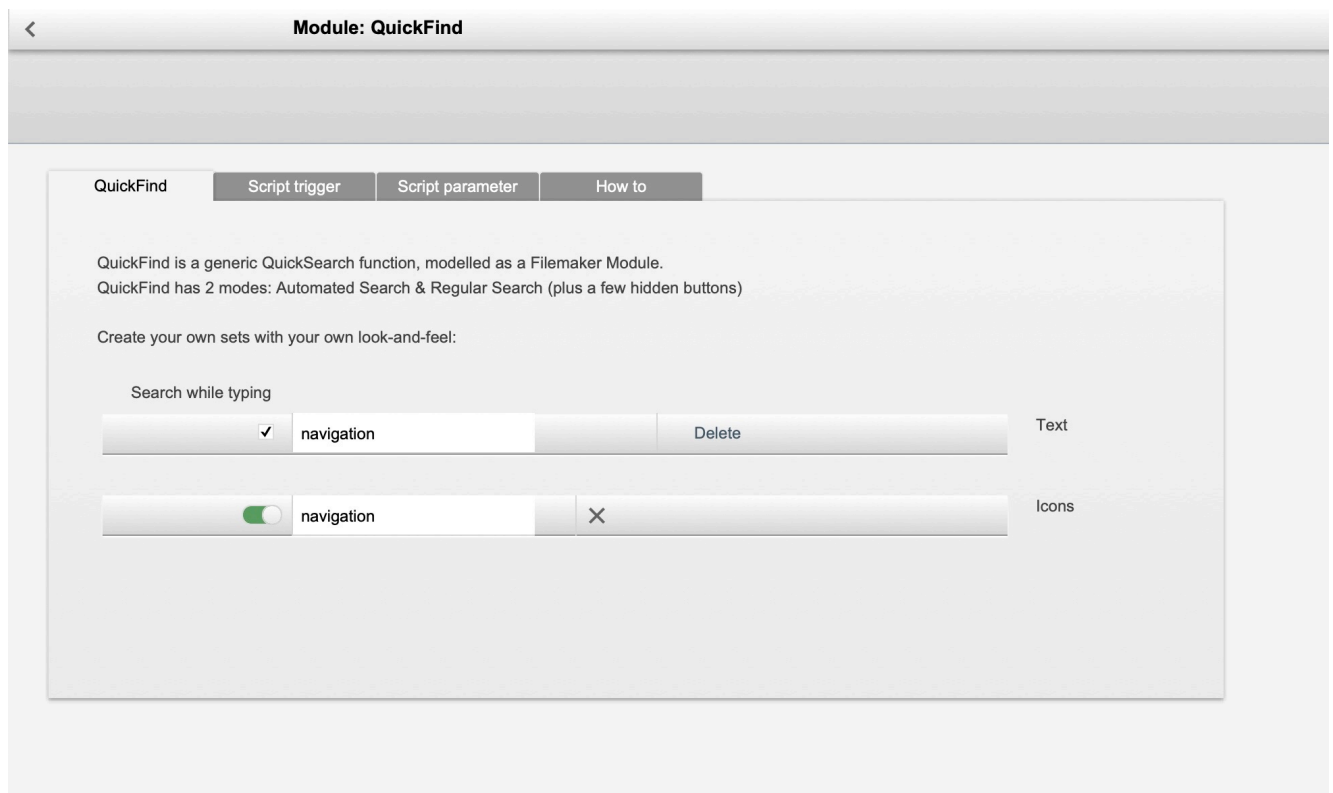 Module: QuickFind
QuickFind Script trigger Script parameter How to
QuickFind is a generic QuickSearch function, modelled as a Filemaker Module.
QuickFind has 2 modes: Automated Search & Regular Search (plus a few hidden buttons)
Create your own sets with your own look-and-feel:
Search while typing
navigation Delete Text
navigation Icons